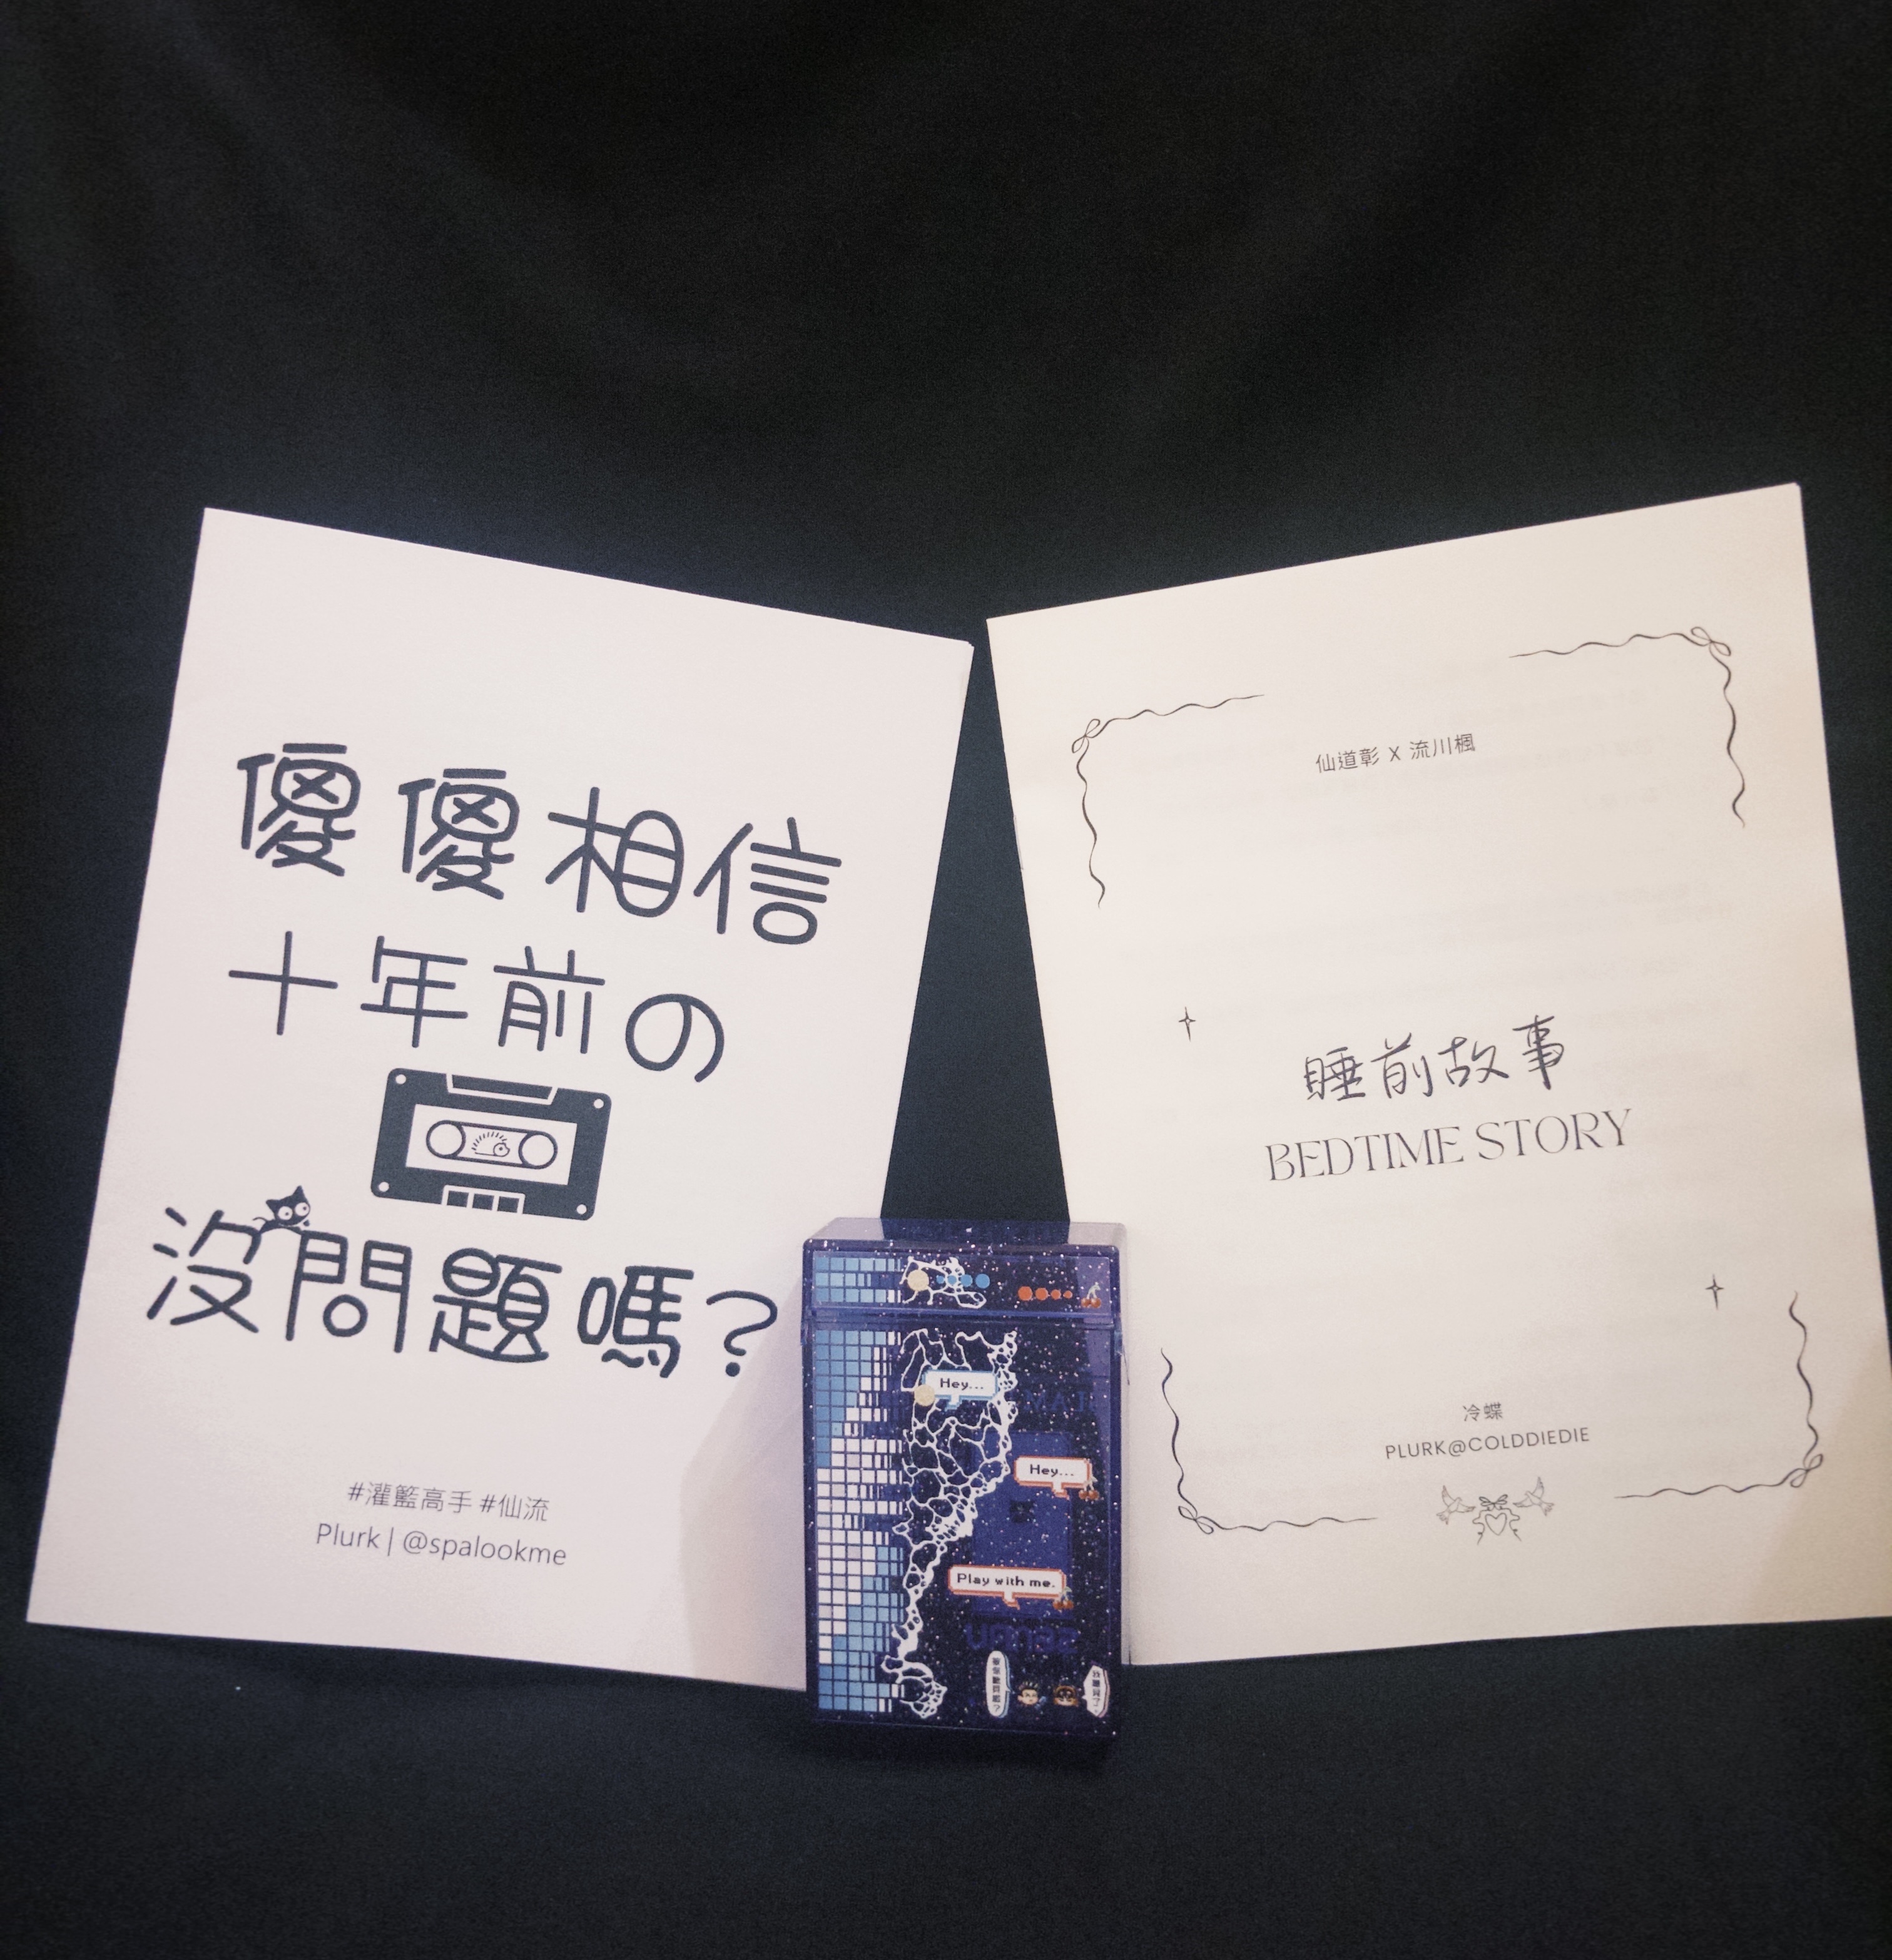 傻傻相信
十年前の
沒問題嗎?
#灌籃高手 #仙流
Plurk | @spalookme
仙道彰 X 流川楓
睡前故事
BEDTIME STORY
冷蝶
PLURK@COLDDIEDIE
Hey...
Hey...
Play with me.